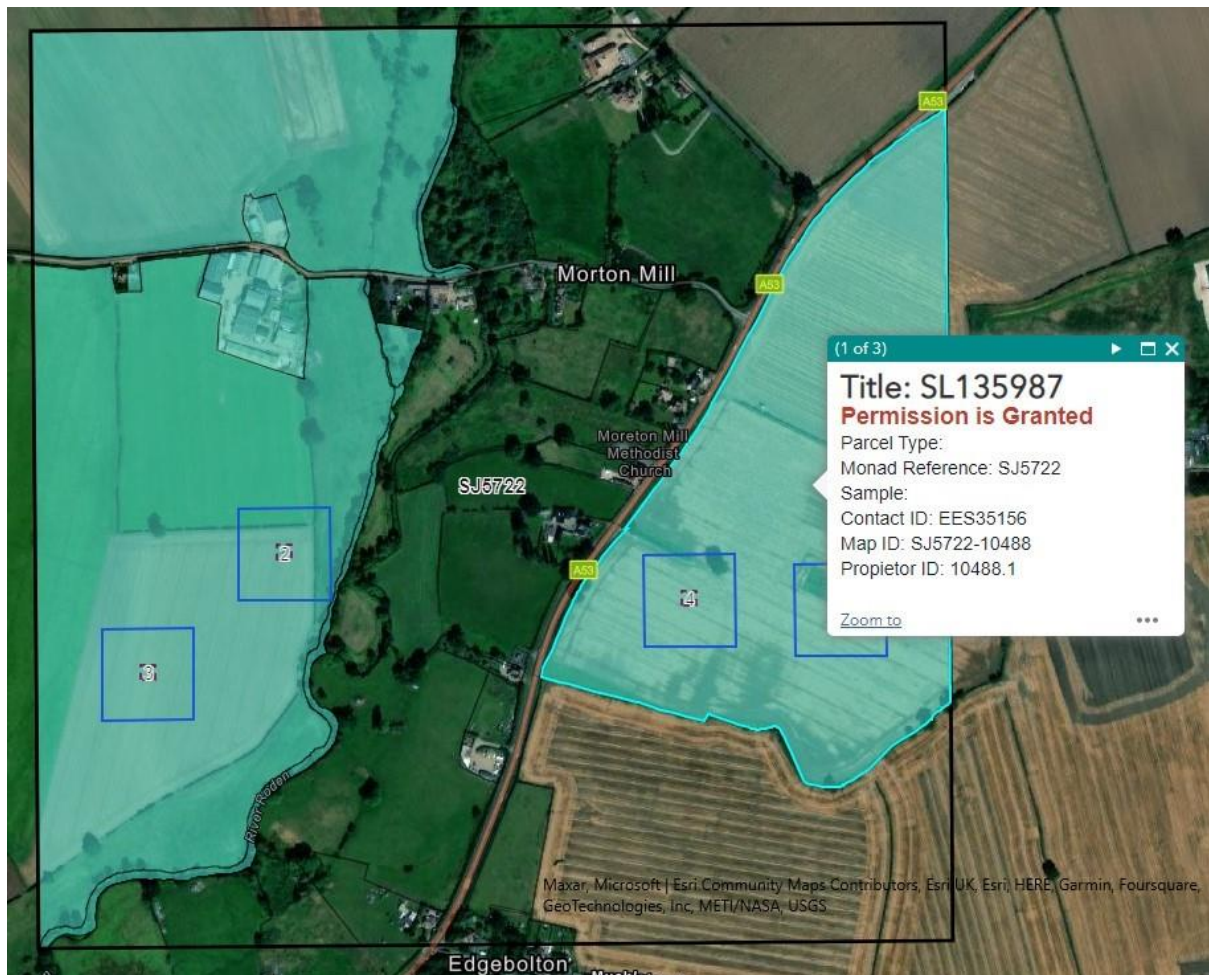 A53
A53
Morton Mill
(1 of 3)
Title: SL135987
Permission is Granted
Parcel Type:
Monad Reference: SJ5722
Sample:
Contact ID: EES35156
Map ID: SJ5722-10488
Propietor ID: 10488.1
Zoom to
Moreton Mill
Methodist
Church
SJ5722
2
A53
4
3
River Roden
Maxar, Microsoft | Esri Community Maps Contributors, Esri UK, Esri, HERE, Garmin, Foursquare,
GeoTechnologies, Inc, METI/NASA, USGS
Edgebolton